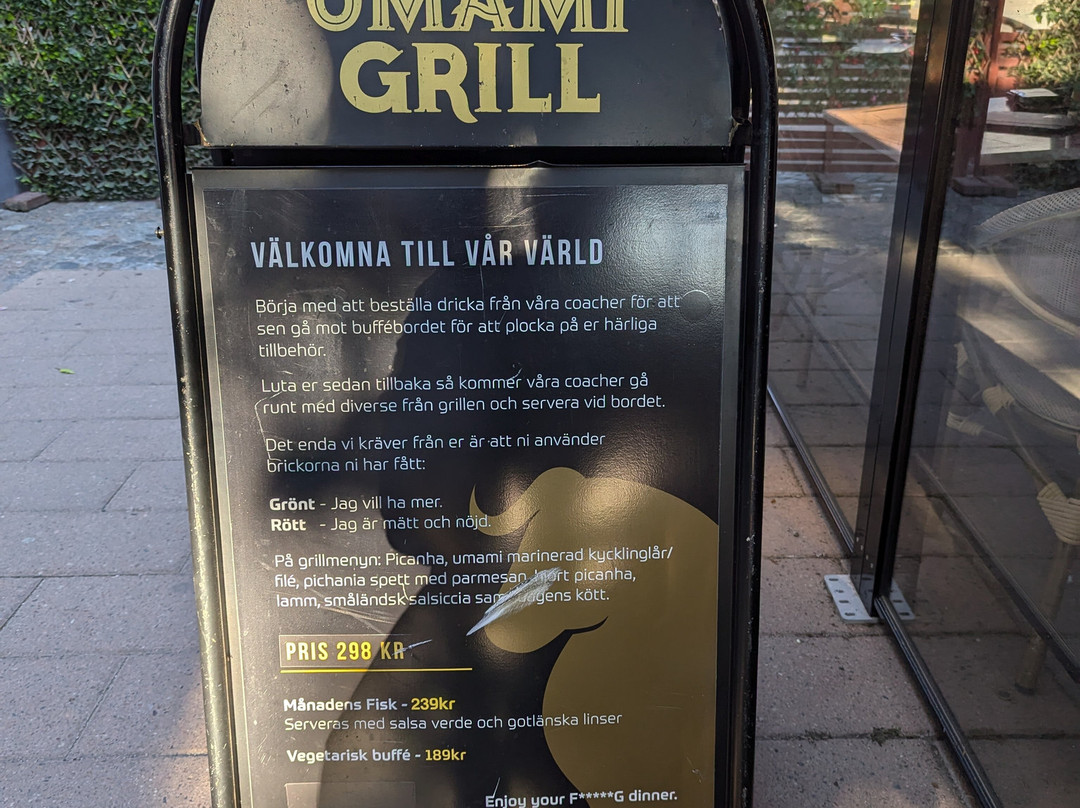 UMAMI
GRILL
VÄLKOMNA TILL VÅR VÄRLD
Börja med att beställa dricka från våra coacher för att
sen gå mot buffébordet för att plocka på er härliga
tillbehör.
Luta er sedan tillbaka så kommer våra coacher gå
runt med diverse från grillen och servera vid bordet.
Det enda vi kräver från er är att ni använder
brickorna ni har fått:
Grönt - Jag vill ha mer.
Rött - Jag är mätt och nöjd.
På grillmenyn: Picanha, umami marinerad kycklinglår/
filé, pichania spett med parmesan, hjort picanha,
lamm, småländsk salsiccia kött.
PRIS 298 KR
Månadens Fisk - 239kr
Serveras med salsa verde och gotlänska linser
Vegetarisk buffé - 189kr
Enjoy your F*****G dinner.